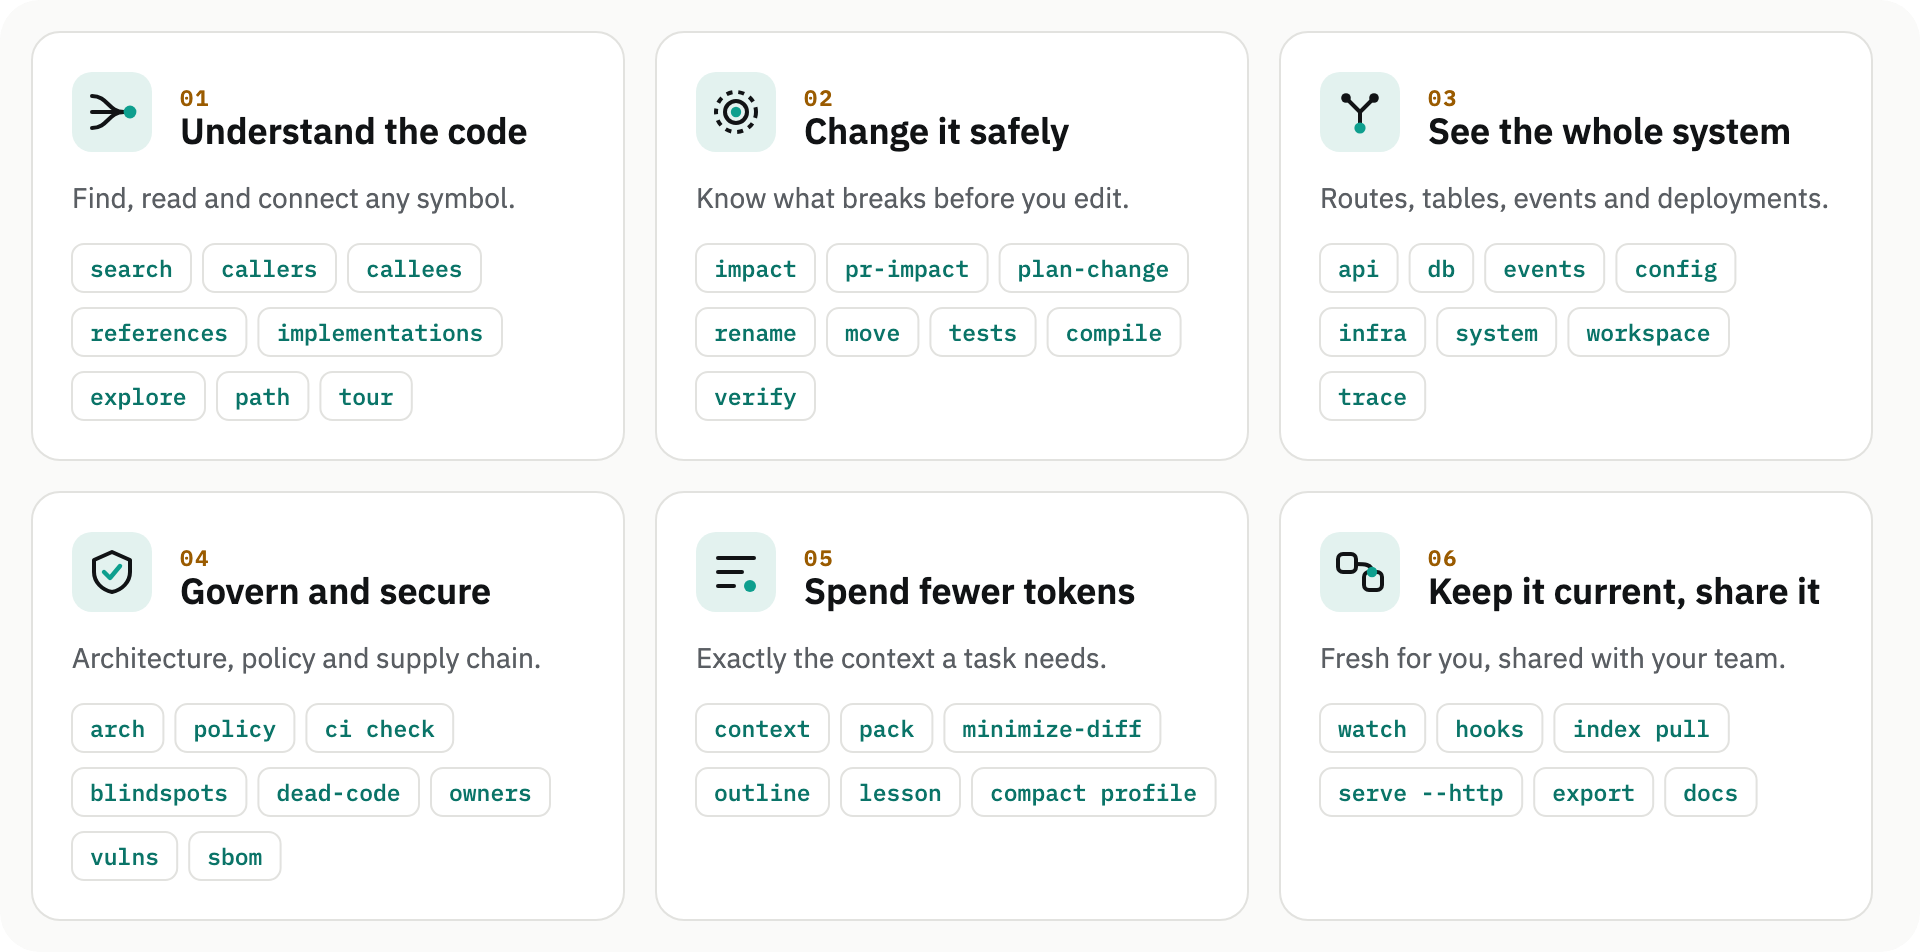 01
Understand the code
Find, read and connect any symbol.
search callers callees
references implementations
explore path tour
02
Change it safely
Know what breaks before you edit.
impact pr-impact plan-change
rename move tests compile
verify
03
See the whole system
Routes, tables, events and deployments.
api db events config
infra system workspace
trace
04
Govern and secure
Architecture, policy and supply chain.
arch policy ci check
blindspots dead-code owners
vulns sbom
05
Spend fewer tokens
Exactly the context a task needs.
context pack minimize-diff
outline lesson compact profile
06
Keep it current, share it
Fresh for you, shared with your team.
watch hooks index pull
serve --http export docs